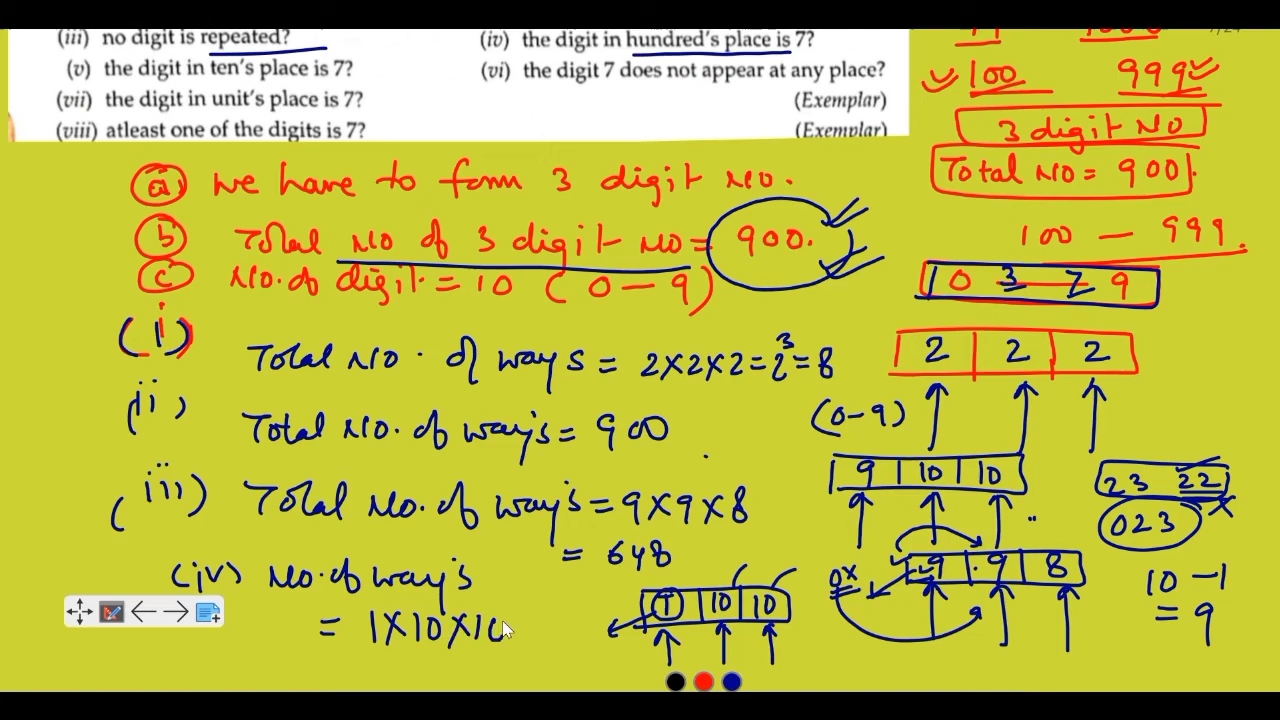 (iii) no digit is repeated?
(iv) the digit in hundred's place is 7?
(v) the digit in ten's place is 7?
(vi) the digit 7 does not appear at any place?
(vii) the digit in unit's place is 7?
(Exemplar)
(viii) atleast one of the digits is 7?
(Exemplar)
100 999
3 digit NO
Total NO = 900.
100 — 999.
10 3 7 9
(a) We have to form 3 digit NO.
(b) Total NO of 3 digit NO = 900.
(c) NO. of digit = 10 (0 – 9)
(i) Total NO. of ways = 2×2×2 = 2³ = 8
2 2 2
(0-9)
(ii) Total NO. of ways = 900
9 10 10
23 22
023
(iii) Total NO. of ways = 9×9×8
= 648
0×
9 9 8
10 – 1
= 9
(iv) NO. of ways
= 1×10×10
10 10